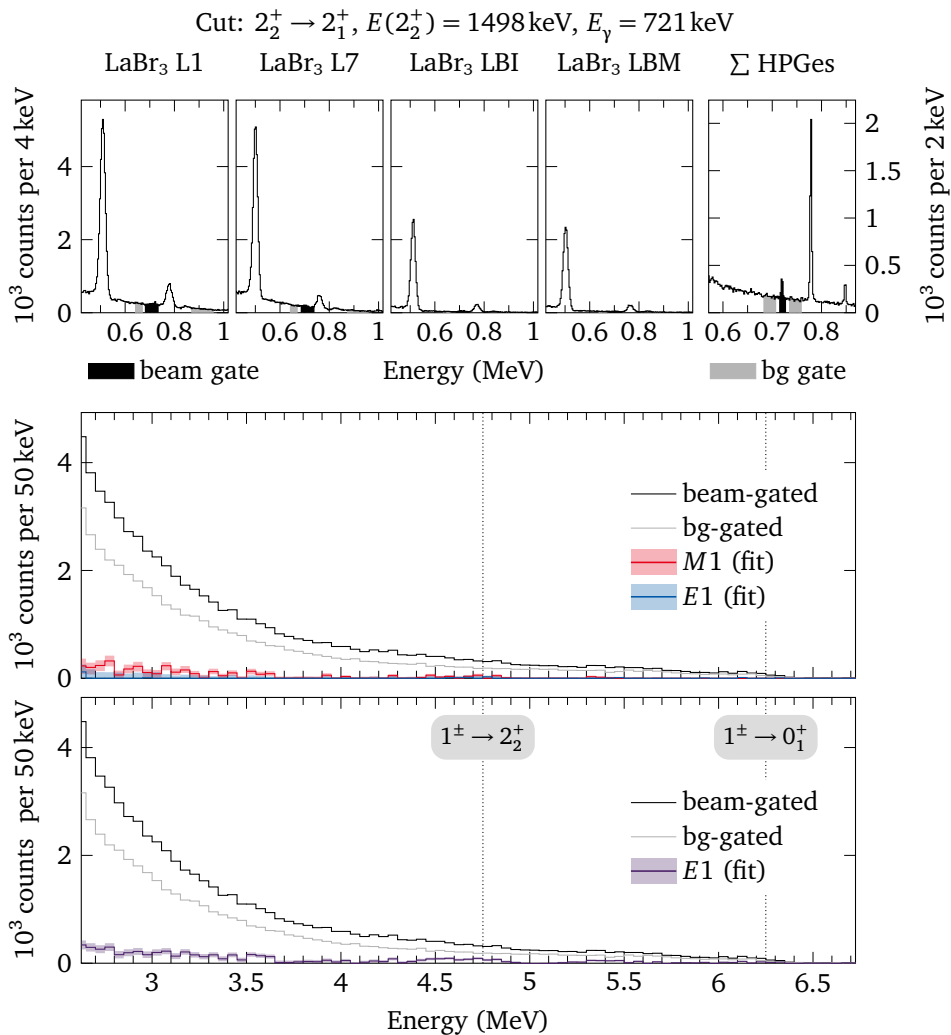 Cut: 2₂⁺ → 2₁⁺, E(2₂⁺) = 1498 keV, Eγ = 721 keV
LaBr₃ L1 LaBr₃ L7 LaBr₃ LBI LaBr₃ LBM ∑ HPGes
10³ counts per 4 keV
0 2 4
0.6 0.8 1 0.6 0.8 1 0.6 0.8 1 0.6 0.8 1 0.6 0.8
0 0.5 1 1.5 2
10³ counts per 2 keV
beam gate Energy (MeV) bg gate
10³ counts per 50 keV
4
2
0
beam-gated
bg-gated
M1 (fit)
E1 (fit)
10³ counts per 50 keV
4
2
0
1± → 2₂⁺ 1± → 0₁⁺
beam-gated
bg-gated
E1 (fit)
3 3.5 4 4.5 5 5.5 6 6.5
Energy (MeV)